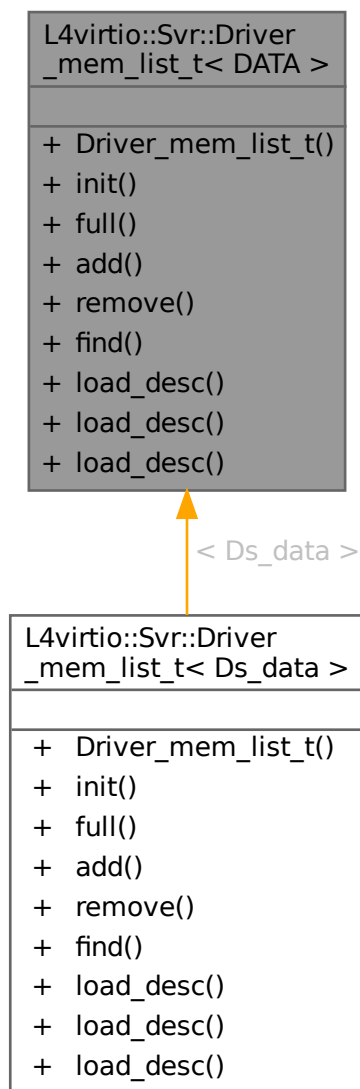 L4virtio::Svr::Driver
_mem_list_t< DATA >
+ Driver_mem_list_t()
+ init()
+ full()
+ add()
+ remove()
+ find()
+ load_desc()
+ load_desc()
+ load_desc()
< Ds_data >
L4virtio::Svr::Driver
_mem_list_t< Ds_data >
+ Driver_mem_list_t()
+ init()
+ full()
+ add()
+ remove()
+ find()
+ load_desc()
+ load_desc()
+ load_desc()